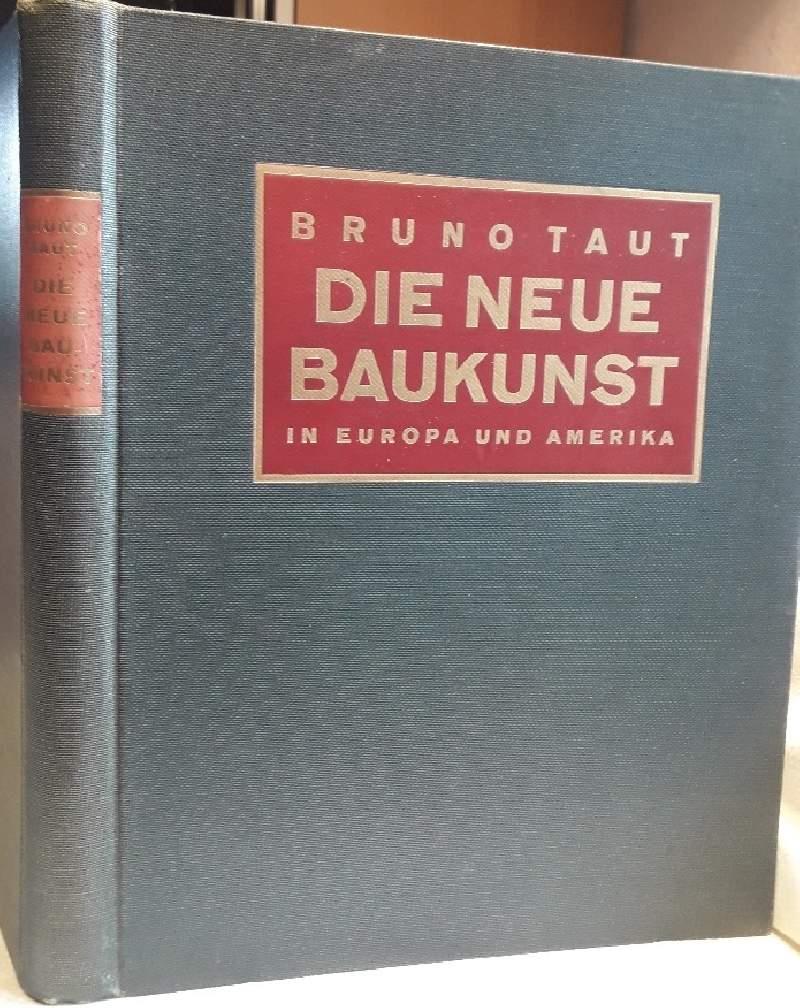 BRUNO TAUT
DIE NEUE
BAUKUNST
IN EUROPA UND AMERIKA
BRUNO
TAUT
DIE
NEUE
BAU-
KUNST